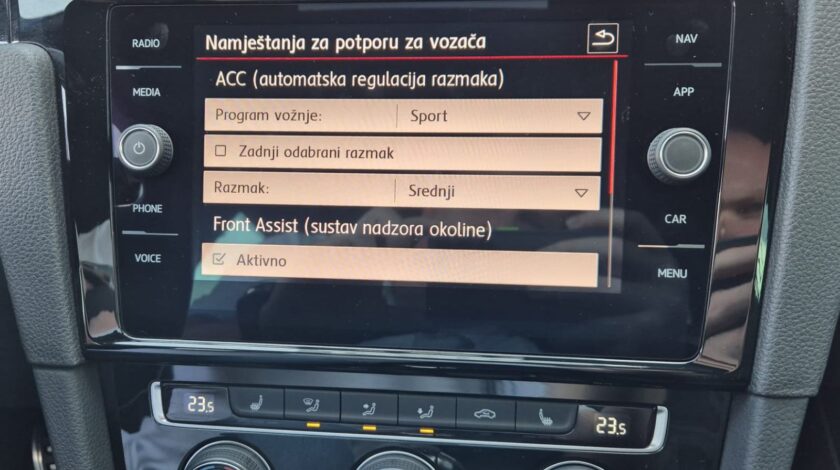 RADIO
MEDIA
PHONE
VOICE
Namještanja za potporu za vozača
ACC (automatska regulacija razmaka)
Program vožnje: Sport
Zadnji odabrani razmak
Razmak: Srednji
Front Assist (sustav nadzora okoline)
Aktivno
NAV
APP
CAR
MENU
23.5
23.5